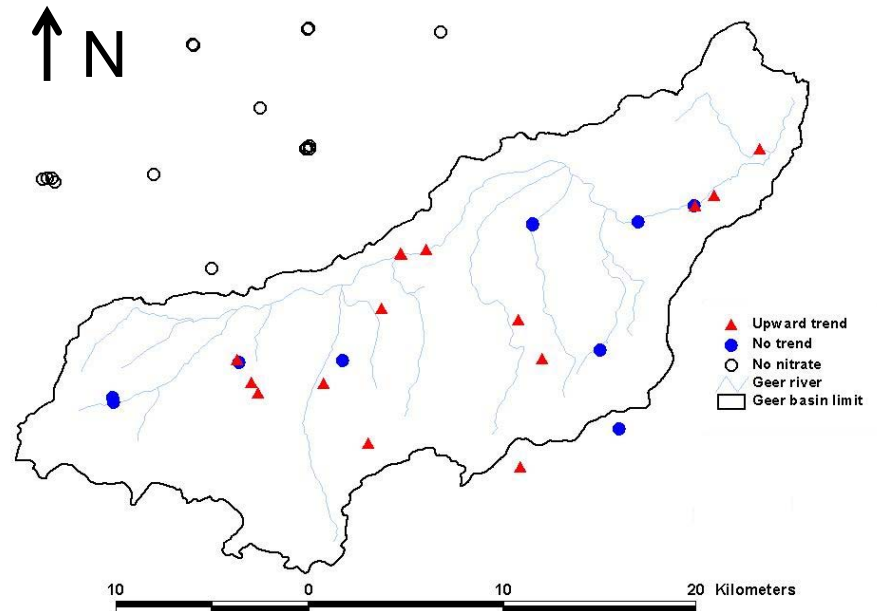 N
Upward trend
No trend
No nitrate
Geer river
Geer basin limit
10 0 10 20 Kilometers